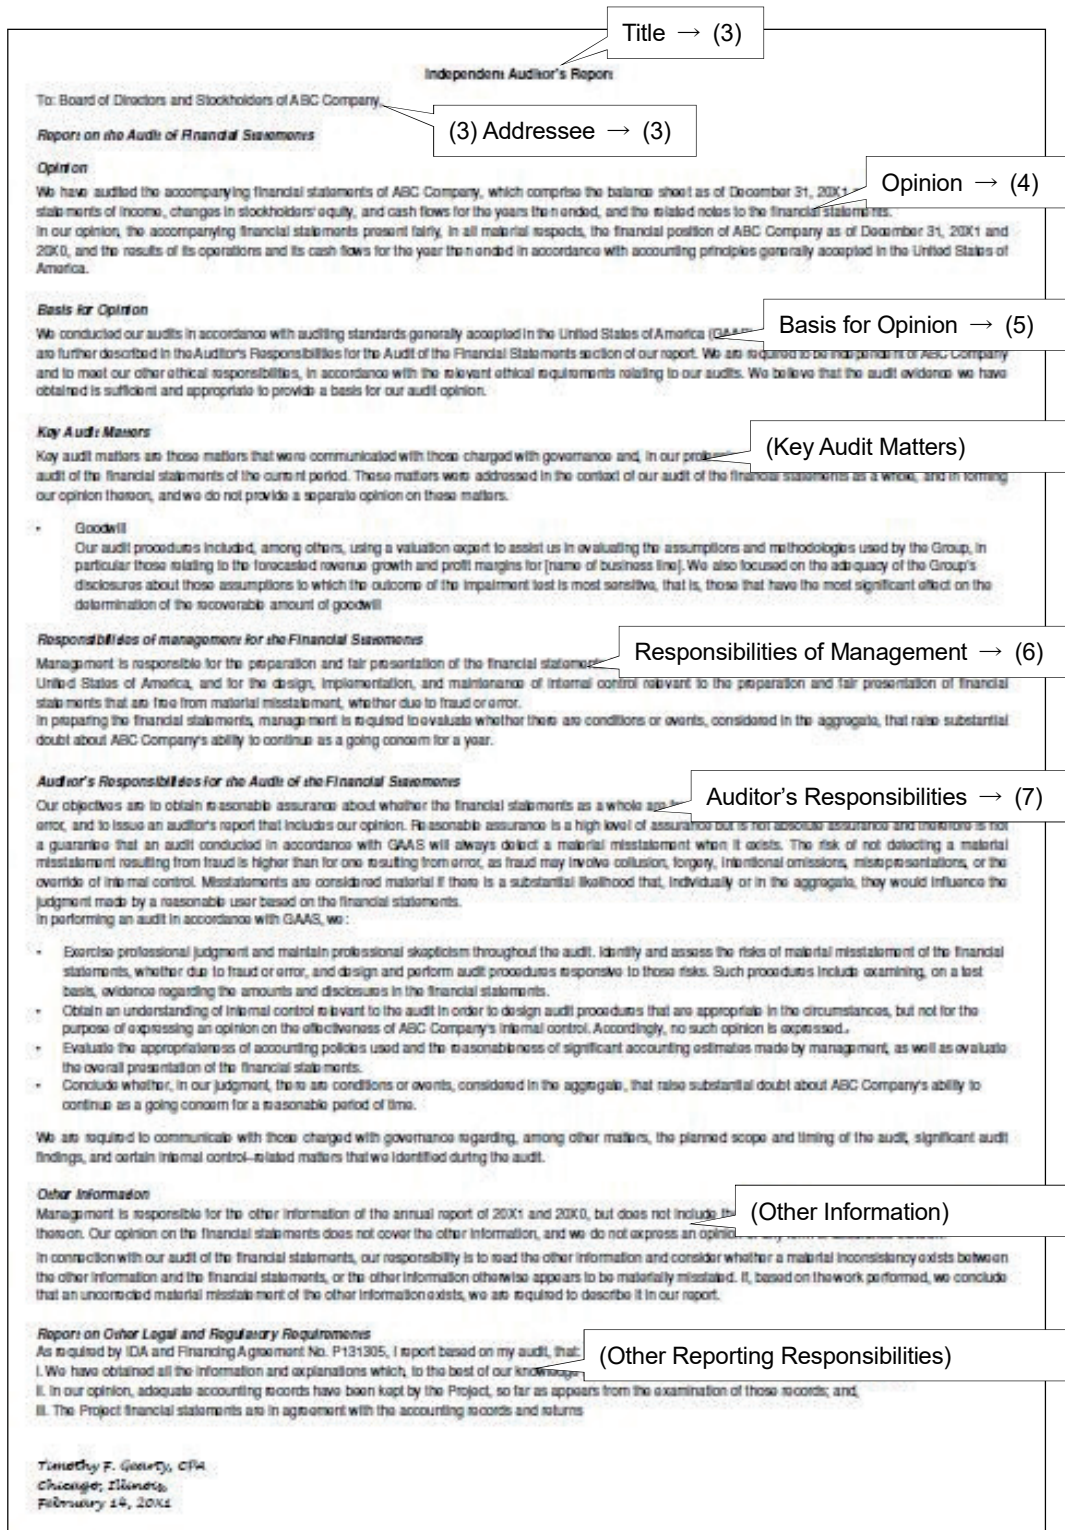 Title → (3)
Independent Auditor's Report
To: Board of Directors and Stockholders of ABC Company,
(3) Addressee → (3)
Report on the Audit of Financial Statements
Opinion
We have audited the accompanying financial statements of ABC Company, which comprise the balance sheet as of December 31, 20X1
Opinion → (4)
statements of income, changes in stockholders' equity, and cash flows for the years then ended, and the related notes to the financial statements.
In our opinion, the accompanying financial statements present fairly, in all material respects, the financial position of ABC Company as of December 31, 20X1 and
20X0, and the results of its operations and its cash flows for the year then ended in accordance with accounting principles generally accepted in the United States of
America.
Basis for Opinion
We conducted our audits in accordance with auditing standards generally accepted in the United States of America
Basis for Opinion → (5)
are further described in the Auditor's Responsibilities for the Audit of the Financial Statements section of our report. We are required to be independent of ABC Company
and to meet our other ethical responsibilities, in accordance with the relevant ethical requirements relating to our audits. We believe that the audit evidence we have
obtained is sufficient and appropriate to provide a basis for our audit opinion.
Key Audit Matters
Key audit matters are those matters that were communicated with those charged with governance and, in our
(Key Audit Matters)
audit of the financial statements of the current period. These matters were addressed in the context of our audit of the financial statements as a whole, and in forming
our opinion thereon, and we do not provide a separate opinion on these matters.
• Goodwill
Our audit procedures included, among others, using a valuation expert to assist us in evaluating the assumptions and methodologies used by the Group, in
particular those relating to the forecasted revenue growth and profit margins for [name of business line]. We also focused on the adequacy of the Group's
disclosures about those assumptions to which the outcome of the impairment test is most sensitive, that is, those that have the most significant effect on the
determination of the recoverable amount of goodwill
Responsibilities of management for the Financial Statements
Management is responsible for the preparation and fair presentation of the financial
Responsibilities of Management → (6)
United States of America, and for the design, implementation, and maintenance of internal control relevant to the preparation and fair presentation of financial
statements that are free from material misstatement, whether due to fraud or error.
In preparing the financial statements, management is required to evaluate whether there are conditions or events, considered in the aggregate, that raise substantial
doubt about ABC Company's ability to continue as a going concern for a year.
Auditor's Responsibilities for the Audit of the Financial Statements
Our objectives are to obtain reasonable assurance about whether the financial statements as a whole are
Auditor's Responsibilities → (7)
error, and to issue an auditor's report that includes our opinion. Reasonable assurance is a high level of assurance but is not absolute assurance and therefore is not
a guarantee that an audit conducted in accordance with GAAS will always detect a material misstatement when it exists. The risk of not detecting a material
misstatement resulting from fraud is higher than for one resulting from error, as fraud may involve collusion, forgery, intentional omissions, misrepresentations, or the
override of internal control. Misstatements are considered material if there is a substantial likelihood that, individually or in the aggregate, they would influence the
judgment made by a reasonable user based on the financial statements.
In performing an audit in accordance with GAAS, we:
• Exercise professional judgment and maintain professional skepticism throughout the audit. Identify and assess the risks of material misstatement of the financial
statements, whether due to fraud or error, and design and perform audit procedures responsive to those risks. Such procedures include examining, on a test
basis, evidence regarding the amounts and disclosures in the financial statements.
• Obtain an understanding of internal control relevant to the audit in order to design audit procedures that are appropriate in the circumstances, but not for the
purpose of expressing an opinion on the effectiveness of ABC Company's internal control. Accordingly, no such opinion is expressed.
• Evaluate the appropriateness of accounting policies used and the reasonableness of significant accounting estimates made by management, as well as evaluate
the overall presentation of the financial statements.
• Conclude whether, in our judgment, there are conditions or events, considered in the aggregate, that raise substantial doubt about ABC Company's ability to
continue as a going concern for a reasonable period of time.
We are required to communicate with those charged with governance regarding, among other matters, the planned scope and timing of the audit, significant audit
findings, and certain internal control–related matters that we identified during the audit.
Other Information
Management is responsible for the other information of the annual report of 20X1 and 20X0, but does not include
(Other Information)
thereon. Our opinion on the financial statements does not cover the other information, and we do not express an opinion
In connection with our audit of the financial statements, our responsibility is to read the other information and consider whether a material inconsistency exists between
the other information and the financial statements, or the other information otherwise appears to be materially misstated. If, based on the work performed, we conclude
that an uncorrected material misstatement of the other information exists, we are required to describe it in our report.
Report on Other Legal and Regulatory Requirements
As required by IDA and Financing Agreement No. P131305, I report based on my audit, that:
(Other Reporting Responsibilities)
I. We have obtained all the information and explanations which, to the best of our
II. In our opinion, adequate accounting records have been kept by the Project, so far as appears from the examination of those records; and,
III. The Project financial statements are in agreement with the accounting records and returns
Timothy F. Gearty, CPA
Chicago, Illinois,
February 14, 20X1